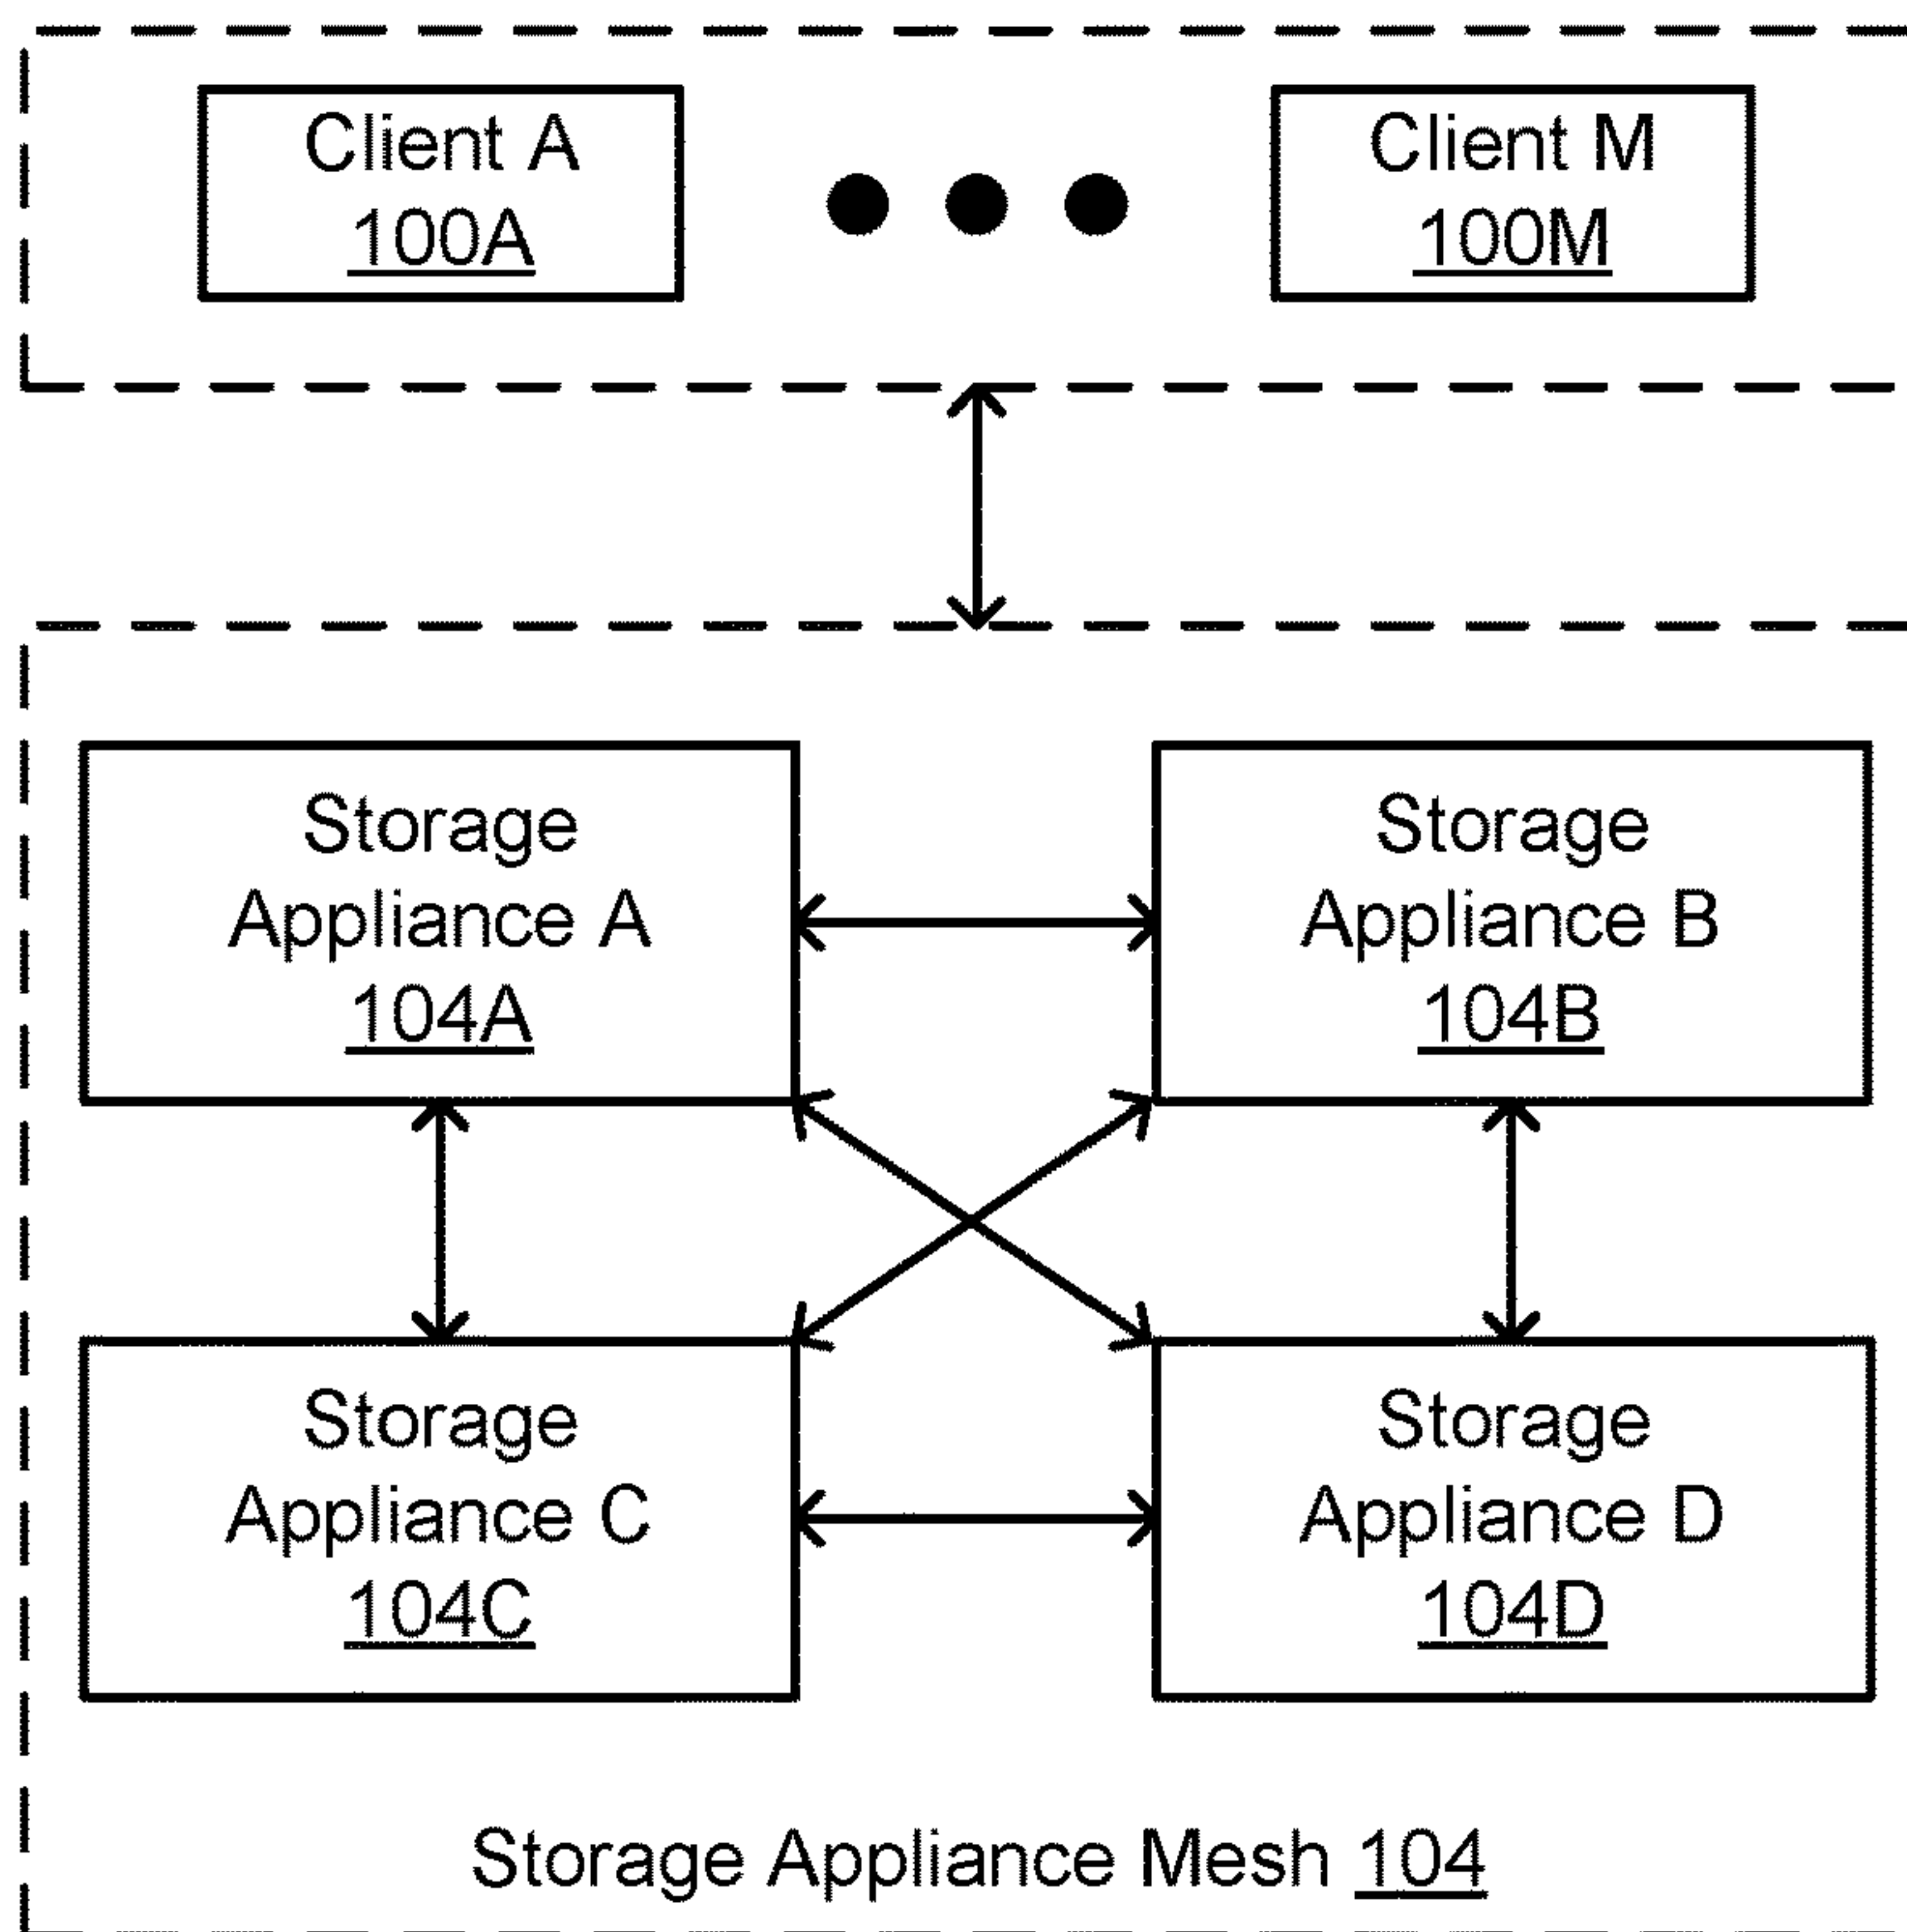 Client A
100A
Client M
100M
Storage
Appliance A
104A
Storage
Appliance B
104B
Storage
Appliance C
104C
Storage
Appliance D
104D
Storage Appliance Mesh 104